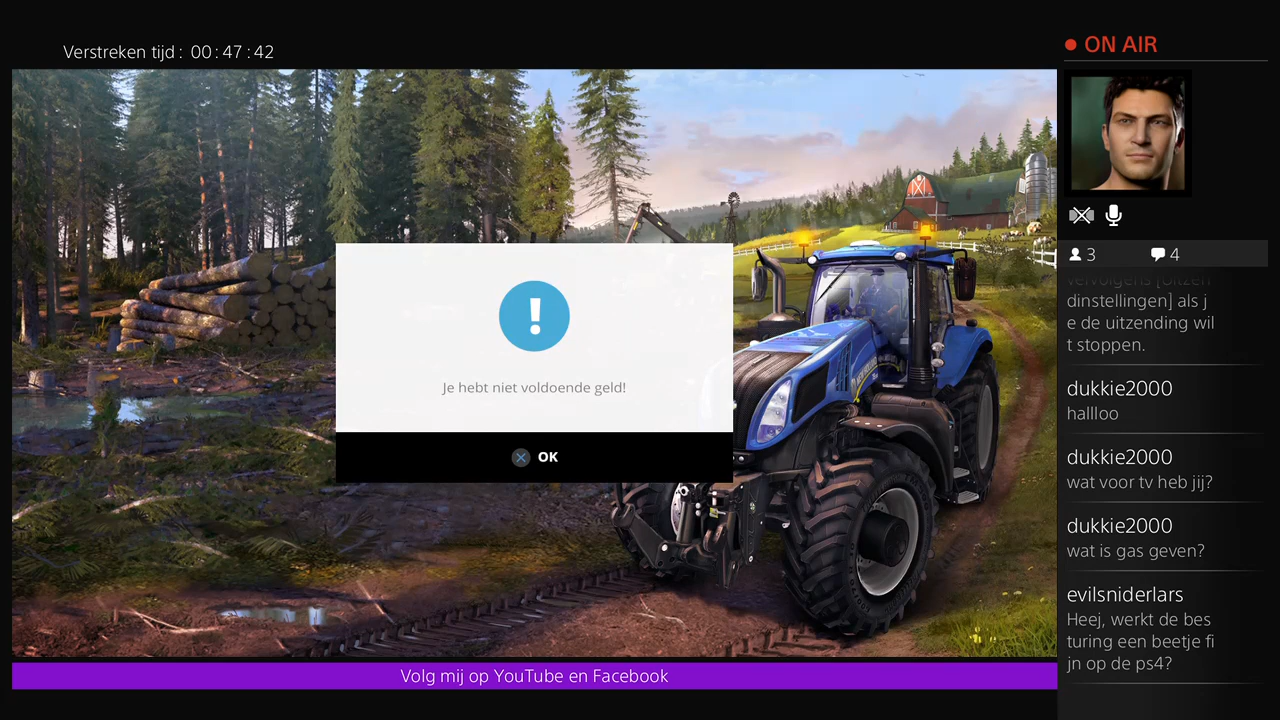 Verstreken tijd : 00 : 47 : 42
ON AIR
3
4
vervolgens [Uitzen
dinstellingen] als j
e de uitzending wil
t stoppen.
dukkie2000
hallloo
dukkie2000
wat voor tv heb jij?
dukkie2000
wat is gas geven?
evilsniderlars
Heej, werkt de bes
turing een beetje fi
jn op de ps4?
Je hebt niet voldoende geld!
OK
Volg mij op YouTube en Facebook